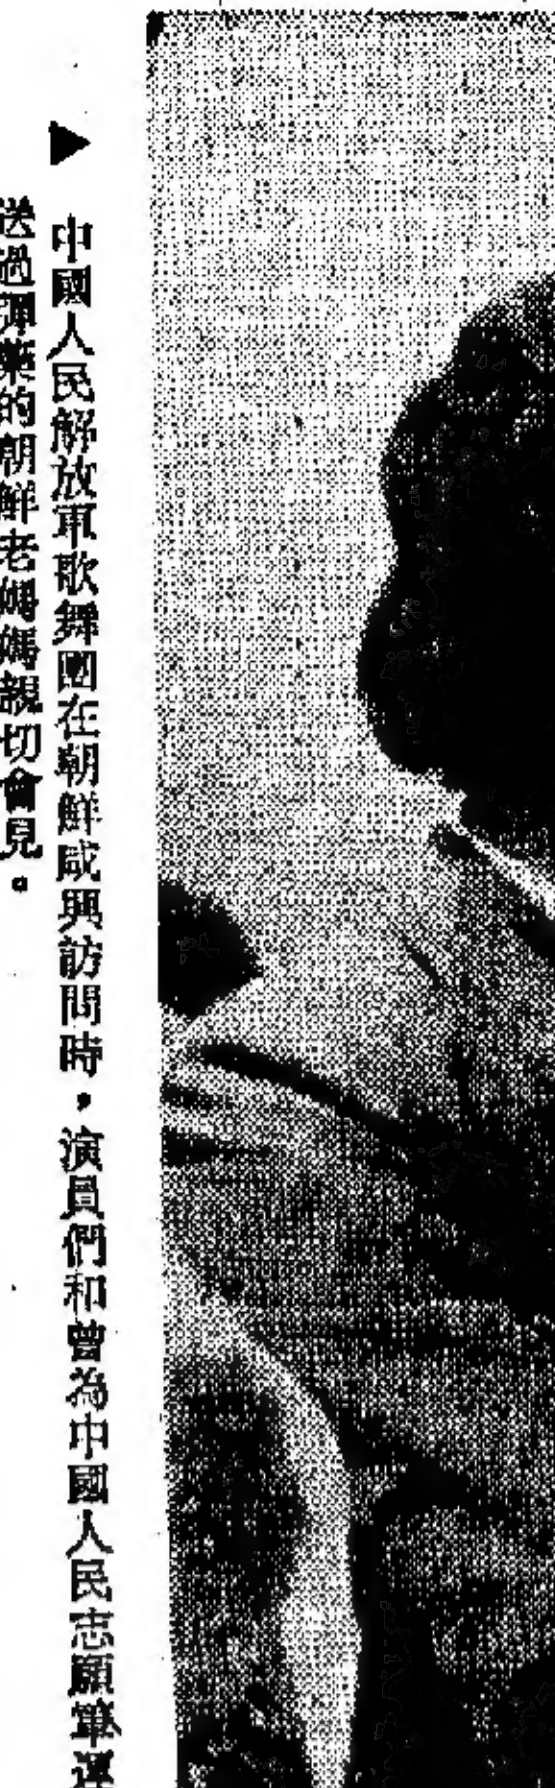 ▶ 中國人民解放軍歌舞團在朝鮮咸興訪問時，演員們和曾為中國人民志願軍運
送過彈藥的朝鮮老媽媽親切會見。